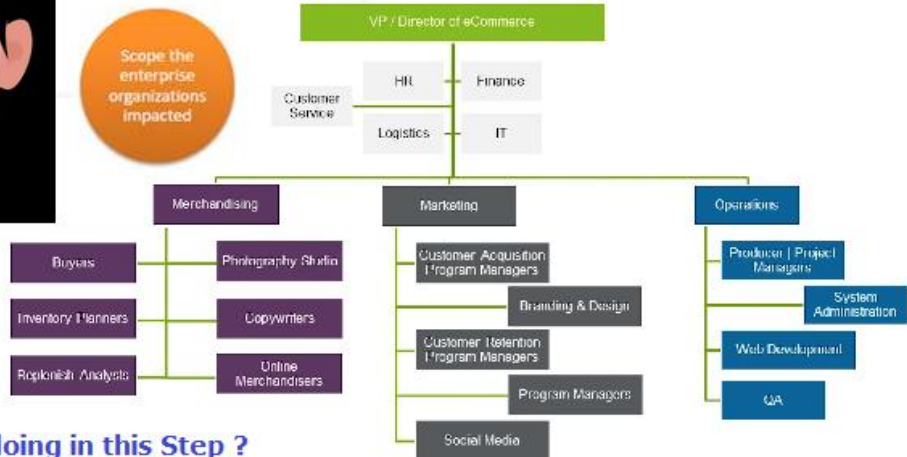 VP / Director of eCommerce
Scope the
enterprise
organizations
impacted
HR
Finance
Customer
Service
Logistics
IT
Merchandising
Marketing
Operations
Buyers
Photography Studio
Inventory Planners
Copywriters
Replenish Analysts
Online
Merchandisers
Customer Acquisition
Program Managers
Branding & Design
Customer Retention
Program Managers
Program Managers
Social Media
Producer | Project
Managers
System
Administration
Web Development
QA
doing in this Step ?